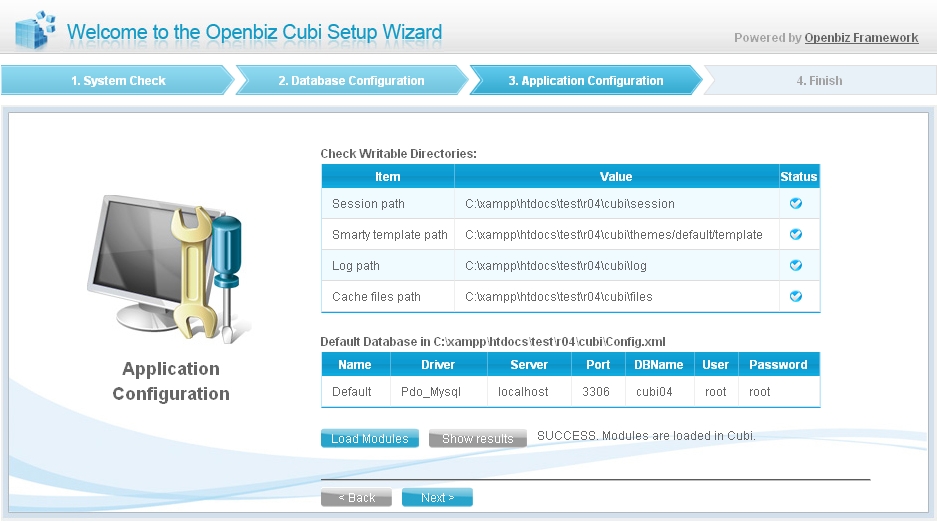 Welcome to the Openbiz Cubi Setup Wizard
Powered by Openbiz Framework
1. System Check 2. Database Configuration 3. Application Configuration 4. Finish
Check Writable Directories:
Item Value Status
Session path C:\xampp\htdocs\test\r04\cubi\session
Smarty template path C:\xampp\htdocs\test\r04\cubi\themes/default/template
Log path C:\xampp\htdocs\test\r04\cubi\log
Cache files path C:\xampp\htdocs\test\r04\cubi\files
Application
Configuration
Default Database in C:\xampp\htdocs\test\r04\cubi\Config.xml
Name Driver Server Port DBName User Password
Default Pdo_Mysql localhost 3306 cubi04 root root
Load Modules Show results SUCCESS. Modules are loaded in Cubi.
< Back Next >